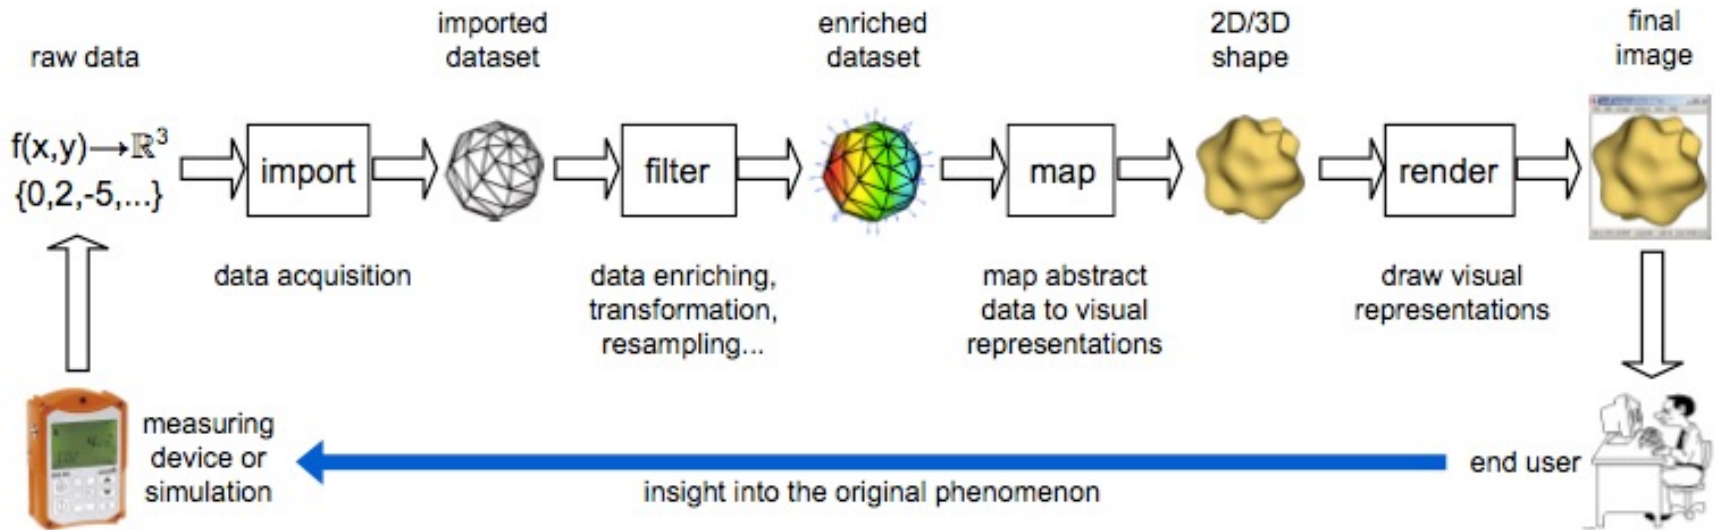 raw data
imported
dataset
enriched
dataset
2D/3D
shape
final
image
f(x,y)→ℝ³
{0,2,-5,...}
import
filter
map
render
data acquisition
data enriching,
transformation,
resampling...
map abstract
data to visual
representations
draw visual
representations
measuring
device or
simulation
insight into the original phenomenon
end user